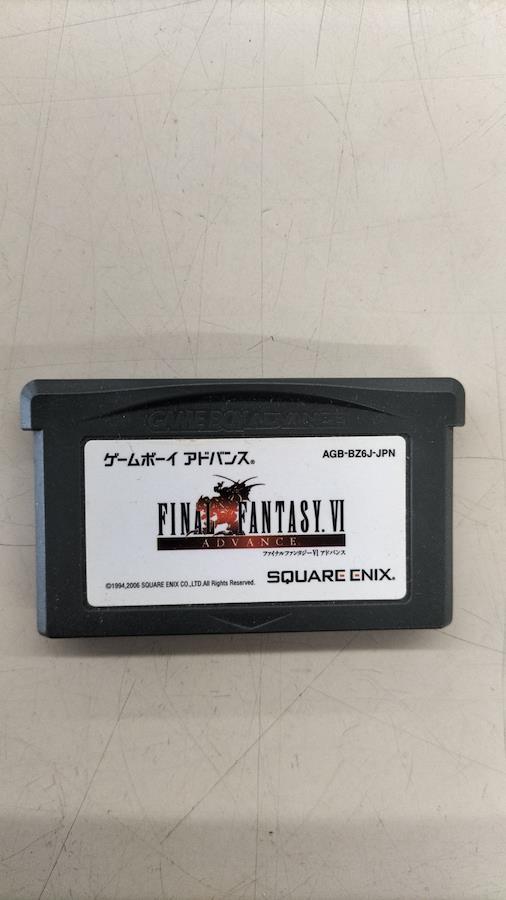 GAME BOY ADVANCE
ゲームボーイ アドバンス®
AGB-BZ6J-JPN
FINAL FANTASY. VI
ADVANCE
ファイナルファンタジーVI アドバンス
©1994,2006 SQUARE ENIX CO.,LTD.All Rights Reserved.
SQUARE ENIX®